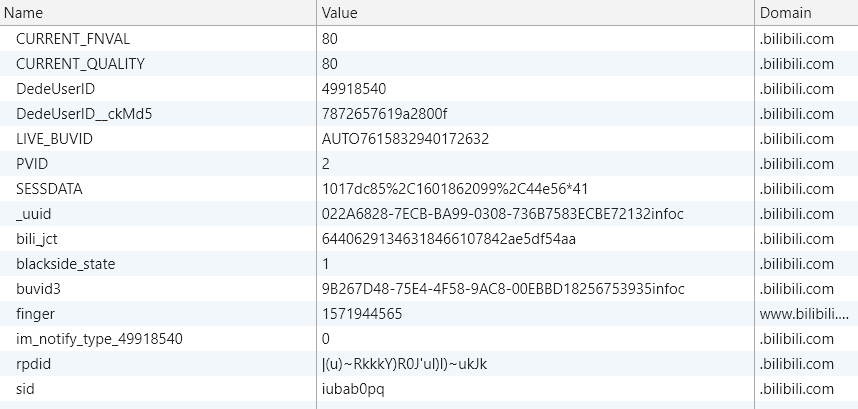 Name Value Domain
CURRENT_FNVAL 80 .bilibili.com
CURRENT_QUALITY 80 .bilibili.com
DedeUserID 49918540 .bilibili.com
DedeUserID__ckMd5 7872657619a2800f .bilibili.com
LIVE_BUVID AUTO7615832940172632 .bilibili.com
PVID 2 .bilibili.com
SESSDATA 1017dc85%2C1601862099%2C44e56*41 .bilibili.com
_uuid 022A6828-7ECB-BA99-0308-736B7583ECBE72132infoc .bilibili.com
bili_jct 64406291346318466107842ae5df54aa .bilibili.com
blackside_state 1 .bilibili.com
buvid3 9B267D48-75E4-4F58-9AC8-00EBBD18256753935infoc .bilibili.com
finger 1571944565 www.bilibili....
im_notify_type_49918540 0 .bilibili.com
rpdid |(u)~RkkkY)R0J'ul)l)~ukJk .bilibili.com
sid iubab0pq .bilibili.com